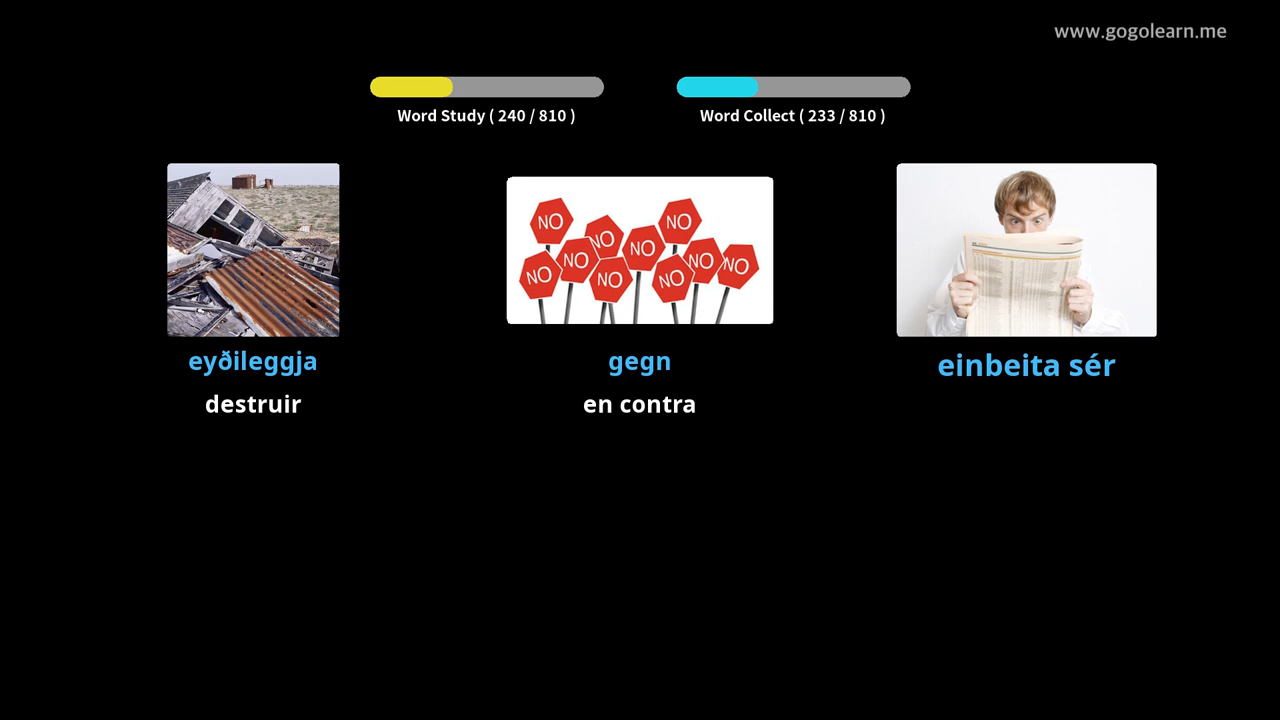 www.gogolearn.me
Word Study ( 240 / 810 )
Word Collect ( 233 / 810 )
NO
NO
NO
NO
NO
NO
NO
NO
NO
NO
eyðileggja
gegn
einbeita sér
destruir
en contra